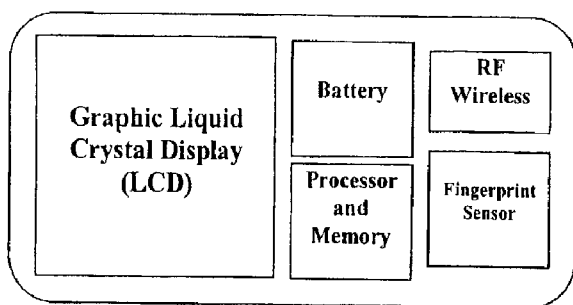 Graphic Liquid
Crystal Display
(LCD)
Battery
RF
Wireless
Processor
and
Memory
Fingerprint
Sensor